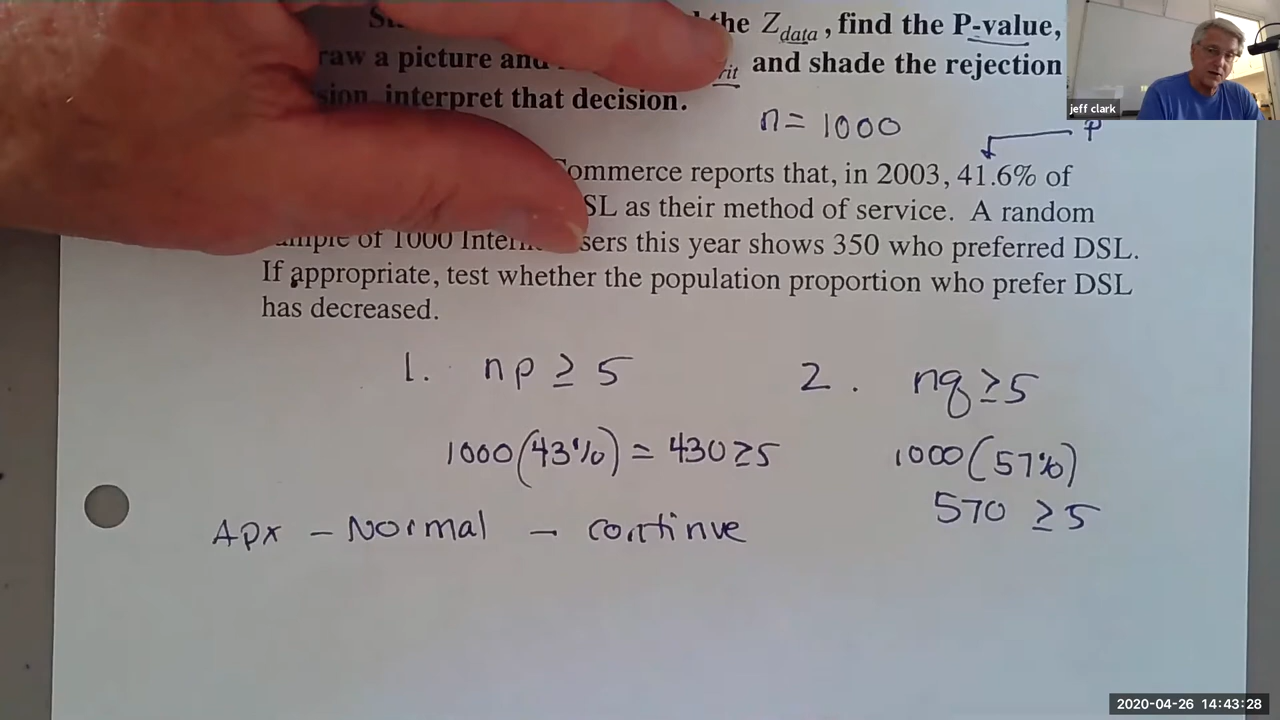 the Z data, find the P-value,
raw a picture and rit and shade the rejection
sion, interpret that decision.
n = 1000
p
ommerce reports that, in 2003, 41.6% of
SL as their method of service. A random
ample of 1000 Intern sers this year shows 350 who preferred DSL.
If appropriate, test whether the population proportion who prefer DSL
has decreased.
1. np ≥ 5
2. nq ≥ 5
1000(43%) = 430 ≥ 5
1000(57%)
570 ≥ 5
Apx - Normal - continue
jeff clark
2020-04-26 14:43:28